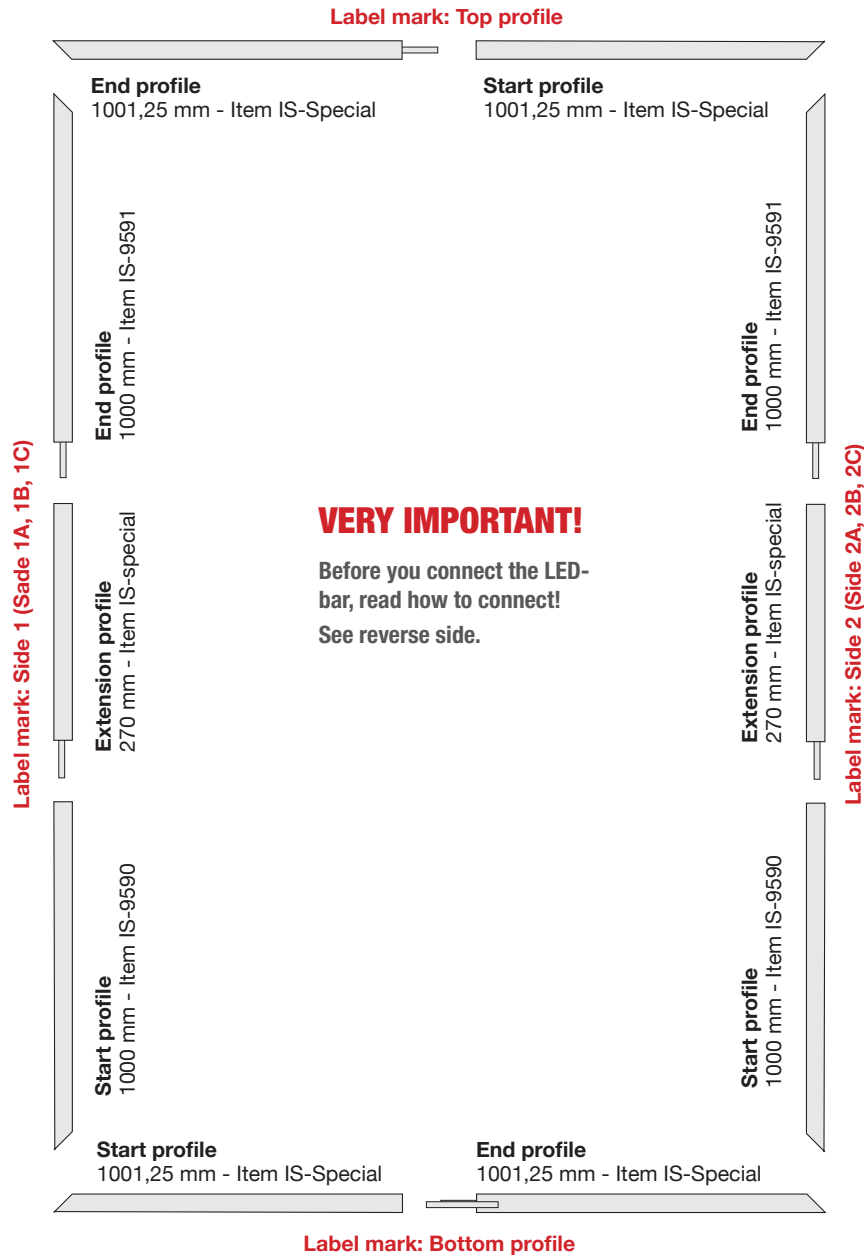 Label mark: Top profile
End profile
1001,25 mm - Item IS-Special
Start profile
1001,25 mm - Item IS-Special
End profile
1000 mm - Item IS-9591
End profile
1000 mm - Item IS-9591
Label mark: Side 1 (Sade 1A, 1B, 1C)
Extension profile
270 mm - Item IS-special
VERY IMPORTANT!
Before you connect the LED-
bar, read how to connect!
See reverse side.
Extension profile
270 mm - Item IS-special
Label mark: Side 2 (Side 2A, 2B, 2C)
Start profile
1000 mm - Item IS-9590
Start profile
1000 mm - Item IS-9590
Start profile
1001,25 mm - Item IS-Special
End profile
1001,25 mm - Item IS-Special
Label mark: Bottom profile